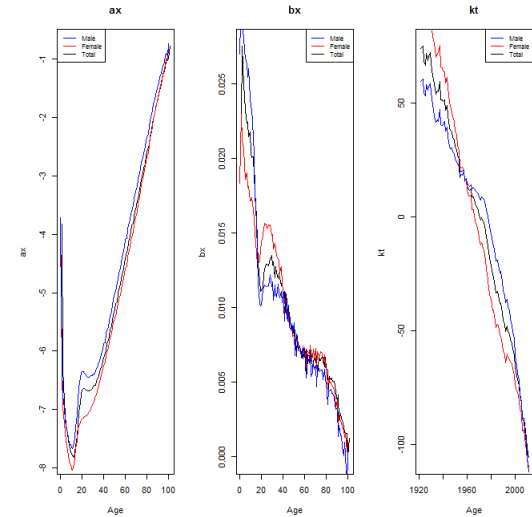 ax
bx
kt
Male
Female
Total
Male
Female
Total
Male
Female
Total
ax
-1
-2
-3
-4
-5
-6
-7
-8
0 20 40 60 80 100
Age
bx
0.025
0.020
0.015
0.010
0.005
0.000
0 20 40 60 80 100
Age
kt
50
0
-50
-100
1920 1960 2000
Age